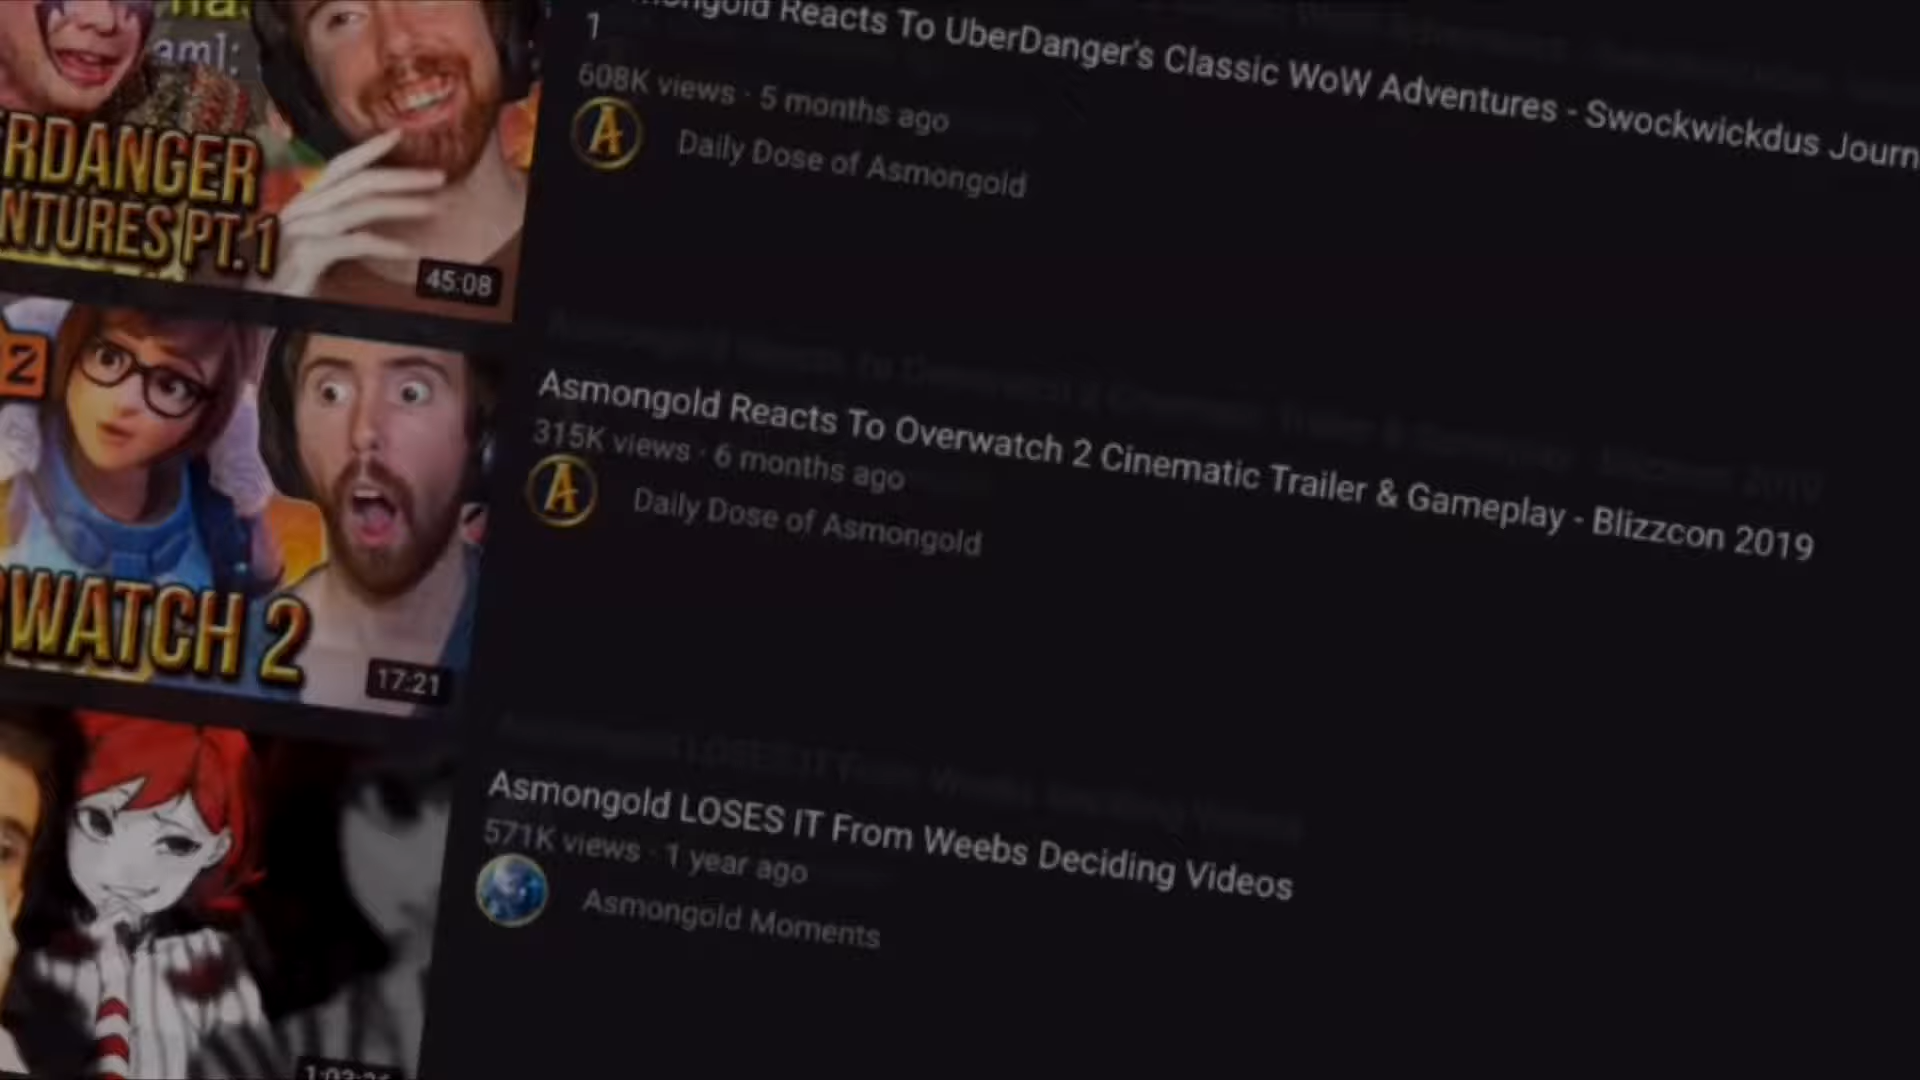 Reacts To UberDanger's Classic WoW Adventures - Swockwickdus Journ
1
608K views · 5 months ago
Daily Dose of Asmongold
RDANGER
NTURES PT. 1
45:08
Asmongold Reacts To Overwatch 2 Cinematic Trailer & Gameplay - Blizzcon 2019
315K views · 6 months ago
Daily Dose of Asmongold
2
WATCH 2
17:21
Asmongold LOSES IT From Weebs Deciding Videos
571K views · 1 year ago
Asmongold Moments